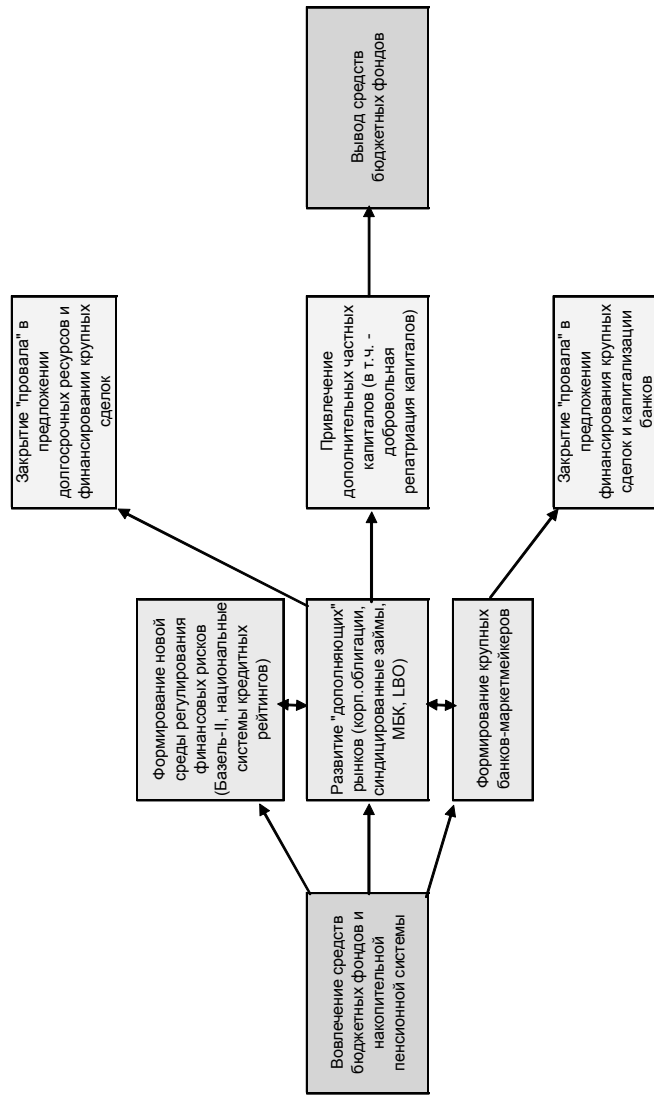 Вовлечение средств
бюджетных фондов и
накопительной
пенсионной системы
Формирование новой
среды регулирования
финансовых рисков
(Базель-II, национальные
системы кредитных
рейтингов)
Развитие "дополняющих"
рынков (корп.облигации,
синдицированные займы,
МБК, LBO)
Формирование крупных
банков-маркетмейкеров
Закрытие "провала" в
предложении
долгосрочных ресурсов и
финансировании крупных
сделок
Привлечение
дополнительных частных
капиталов (в т.ч. -
добровольная
репатриация капиталов)
Закрытие "провала" в
предложении
финансирования крупных
сделок и капитализации
банков
Вывод средств
бюджетных фондов